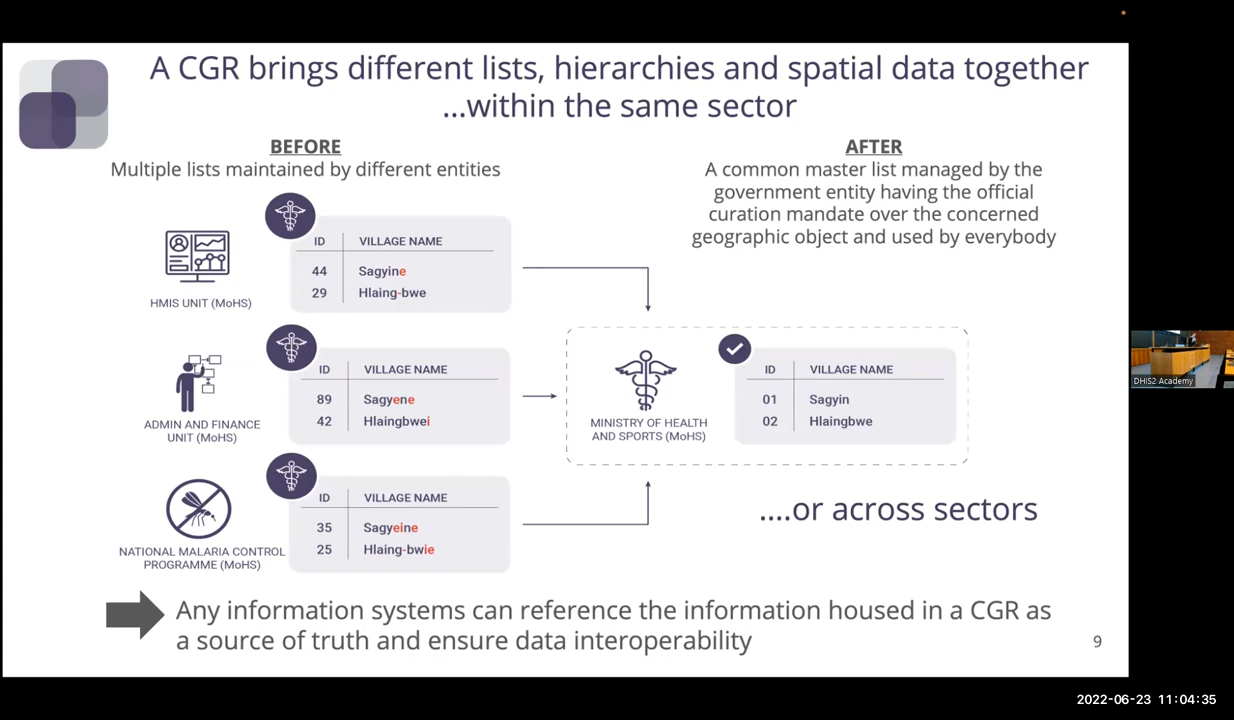 A CGR brings different lists, hierarchies and spatial data together
...within the same sector
BEFORE
Multiple lists maintained by different entities
HMIS UNIT (MoHS)
ID VILLAGE NAME
44 Sagyine
29 Hlaing-bwe
ADMIN AND FINANCE
UNIT (MoHS)
ID VILLAGE NAME
89 Sagyene
42 Hlaingbwei
NATIONAL MALARIA CONTROL
PROGRAMME (MoHS)
ID VILLAGE NAME
35 Sagyeine
25 Hlaing-bwie
AFTER
A common master list managed by the
government entity having the official
curation mandate over the concerned
geographic object and used by everybody
MINISTRY OF HEALTH
AND SPORTS (MoHS)
ID VILLAGE NAME
01 Sagyin
02 Hlaingbwe
....or across sectors
Any information systems can reference the information housed in a CGR as
a source of truth and ensure data interoperability
9
DHIS2 Academy
2022-06-23 11:04:35